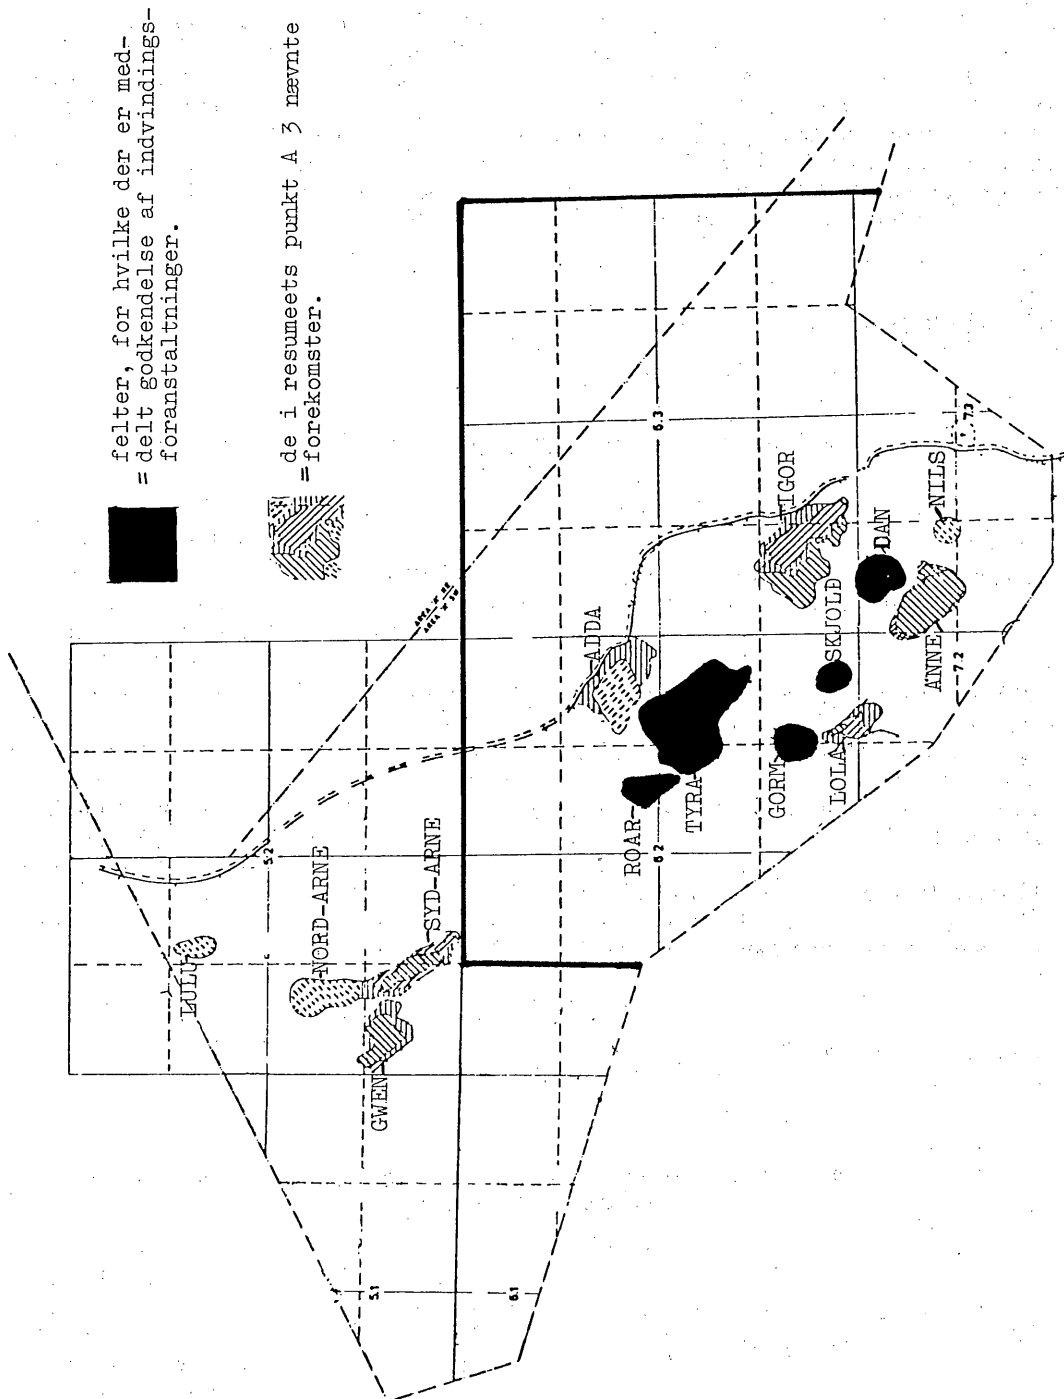 felter, for hvilke der er med-
= delt godkendelse af indvindings-
foranstaltninger.
de i resumeets punkt A 3 nævnte
= forekomster.
LULU
NORD-ARNE
SYD-ARNE
GWEN
5.2
5.1
6.1
ADDA
ROAR
TYRA
6.2
6.3
IGOR
GORM
SKJOLD
LOLA
DAN
ANNE
NILS
7.2
7.3